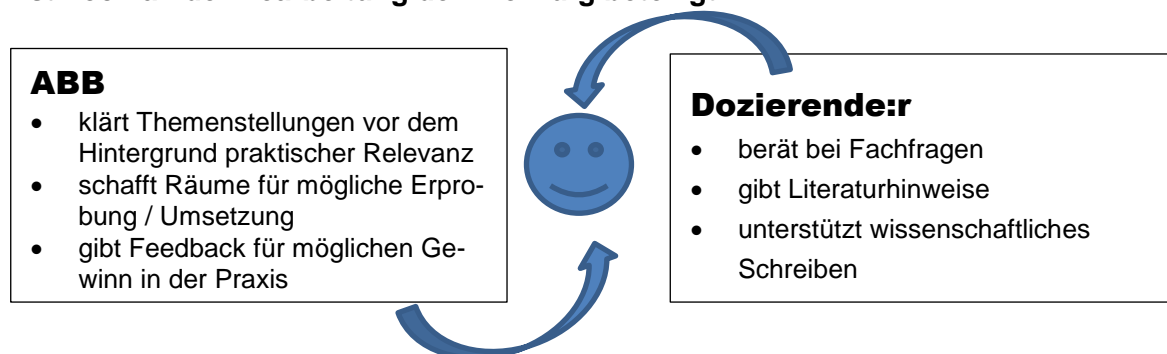 ABB
• klärt Themenstellungen vor dem
Hintergrund praktischer Relevanz
• schafft Räume für mögliche Erpro-
bung / Umsetzung
• gibt Feedback für möglichen Ge-
winn in der Praxis
Dozierende:r
• berät bei Fachfragen
• gibt Literaturhinweise
• unterstützt wissenschaftliches
Schreiben